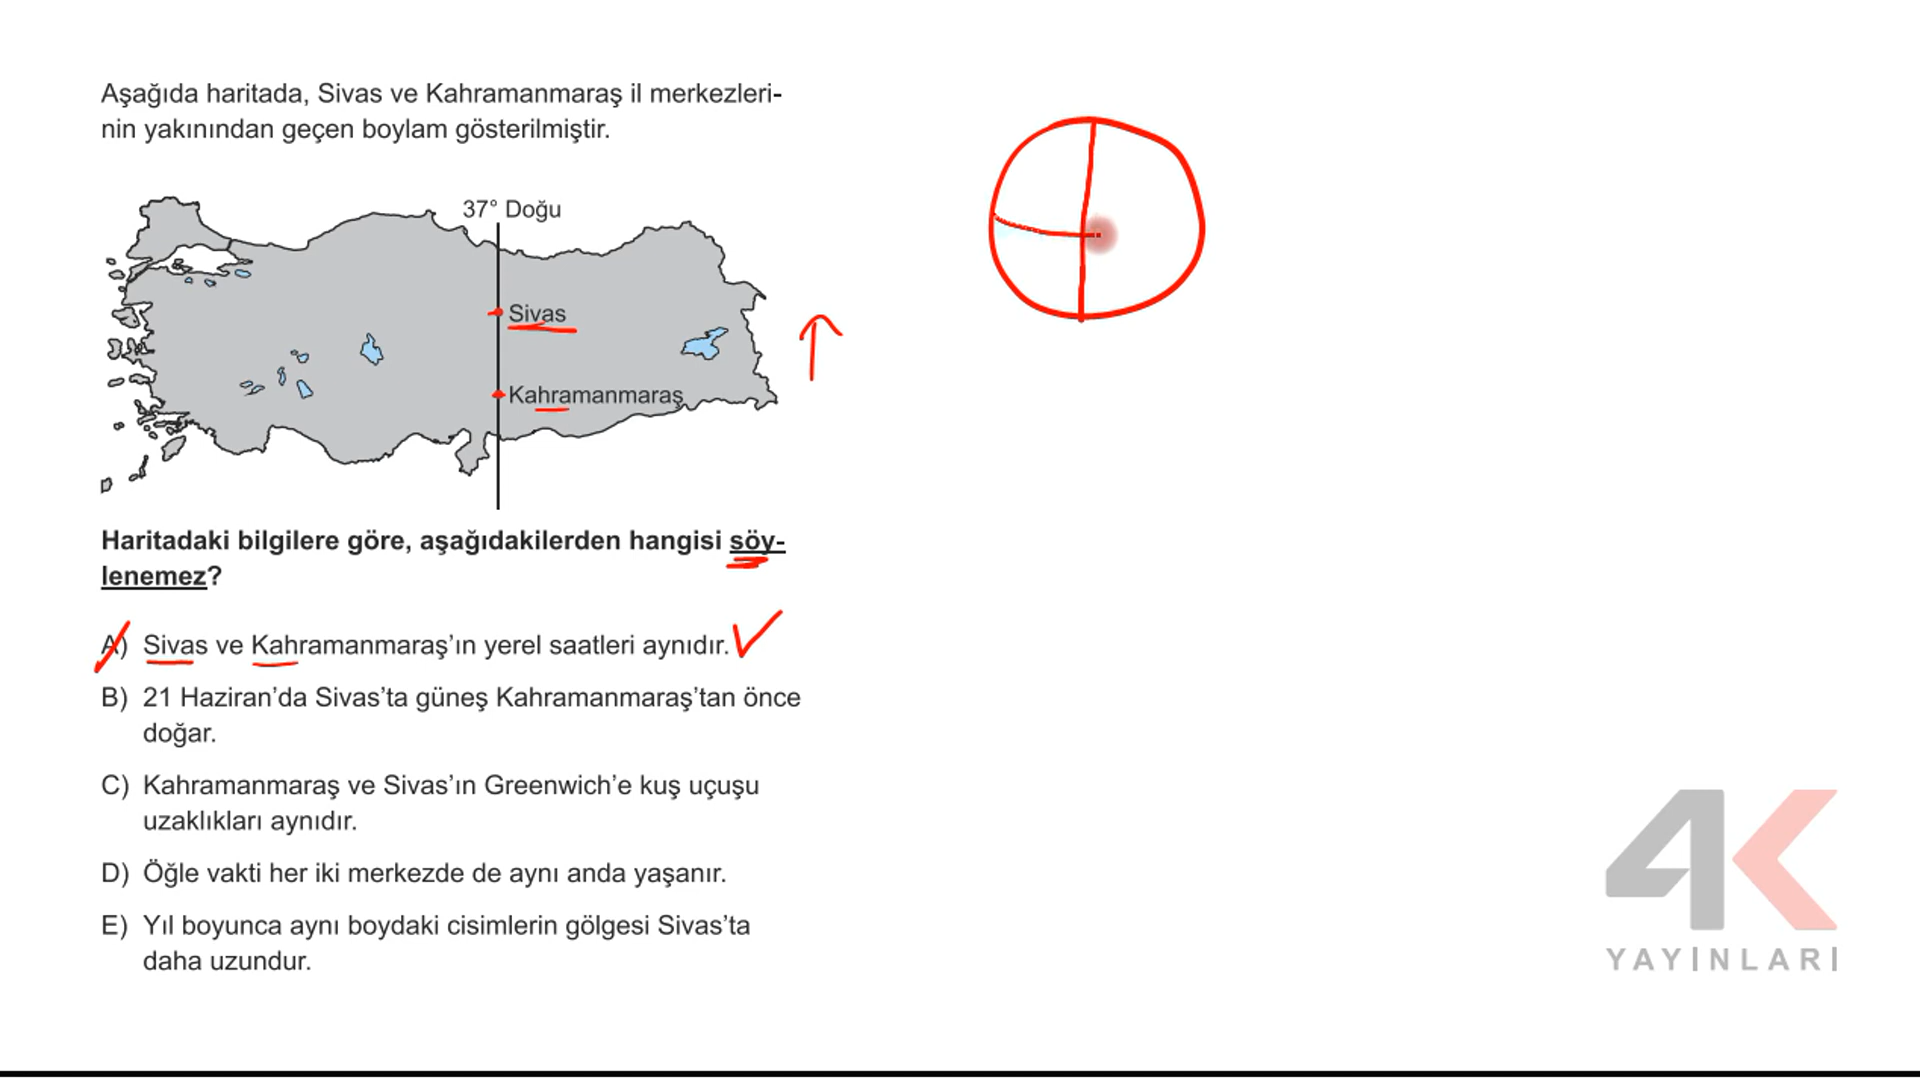 Aşağıda haritada, Sivas ve Kahramanmaraş il merkezleri-
nin yakınından geçen boylam gösterilmiştir.
37° Doğu
Sivas
Kahramanmaraş
Haritadaki bilgilere göre, aşağıdakilerden hangisi söy-
lenemez?
A) Sivas ve Kahramanmaraş’ın yerel saatleri aynıdır.
B) 21 Haziran’da Sivas’ta güneş Kahramanmaraş’tan önce
doğar.
C) Kahramanmaraş ve Sivas’ın Greenwich’e kuş uçuşu
uzaklıkları aynıdır.
D) Öğle vakti her iki merkezde de aynı anda yaşanır.
E) Yıl boyunca aynı boydaki cisimlerin gölgesi Sivas’ta
daha uzundur.
4K
YAYINLARI